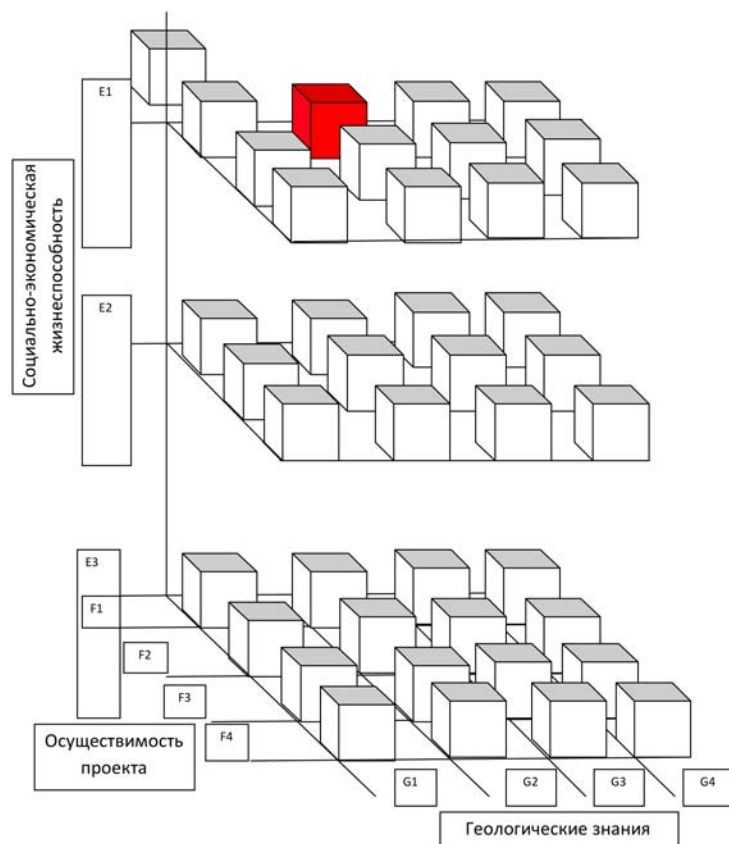 E1
Социально-экономическая
жизнеспособность
E2
E3
F1
F2
F3
F4
Осуществимость
проекта
G1
G2
G3
G4
Геологические знания